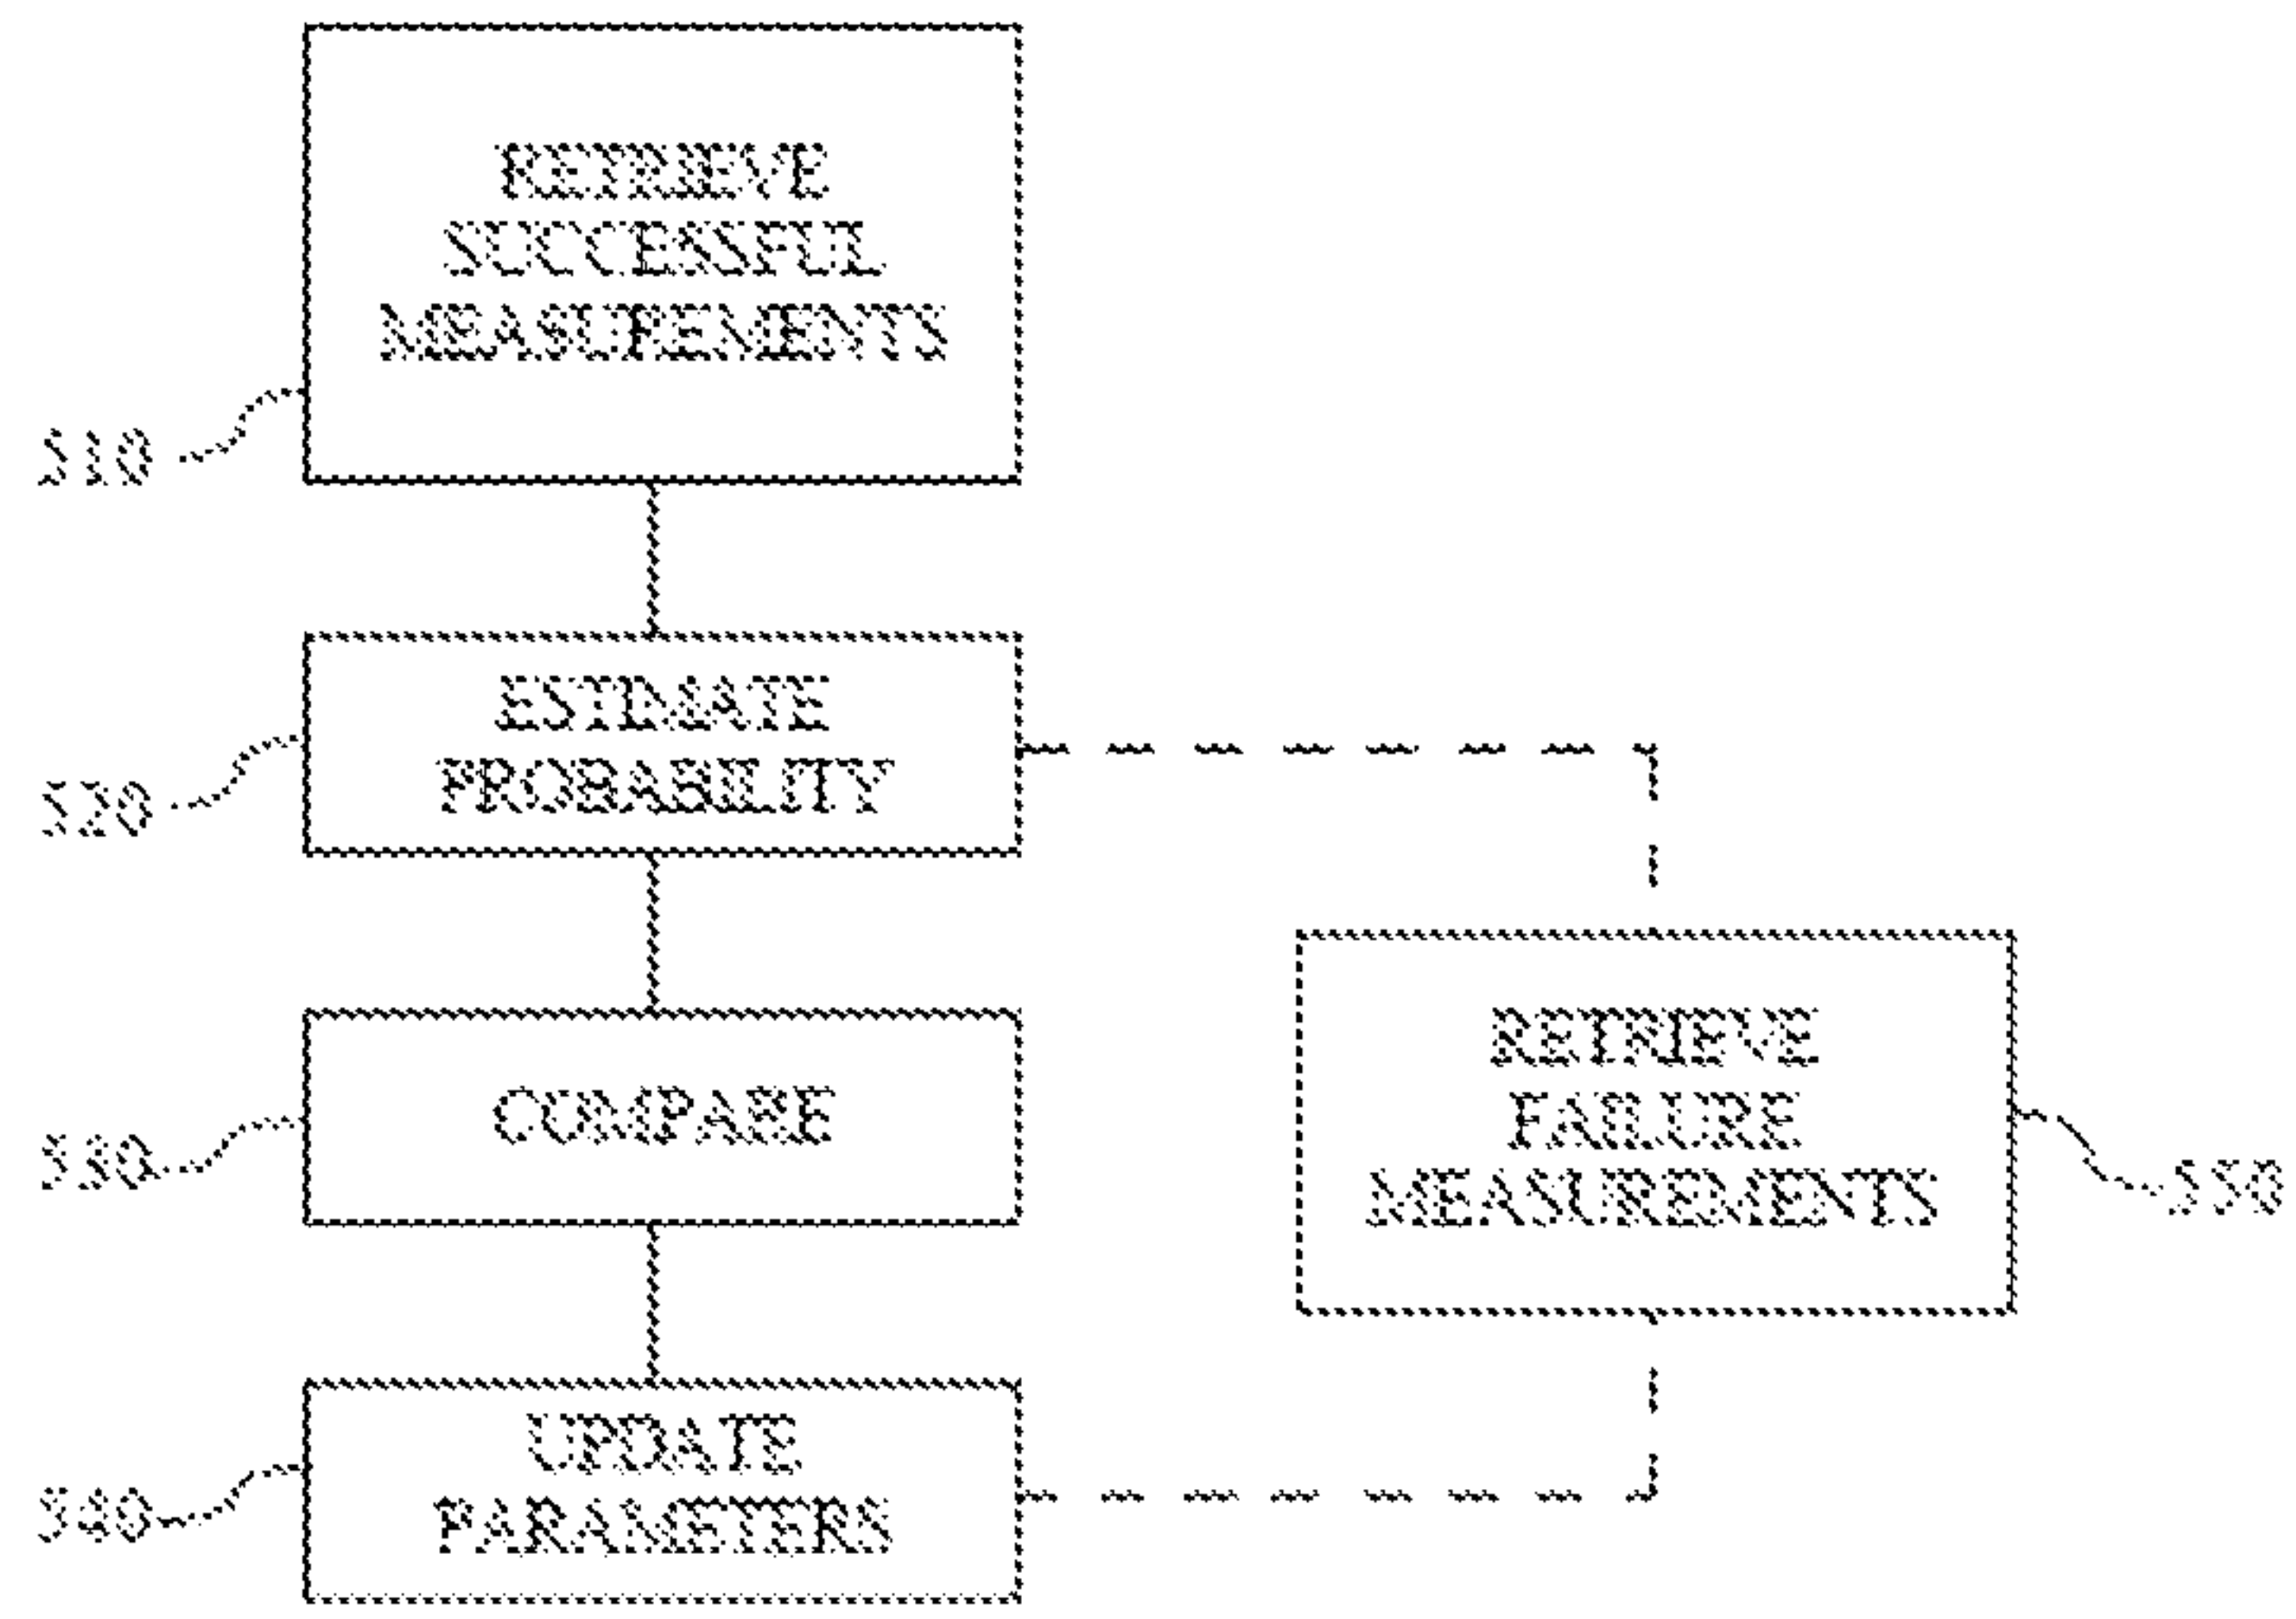 RETRIEVE
SUCCESSFUL
MEASUREMENTS
510
ESTIMATE
PROBABILITY
520
COMPARE
530
RETRIEVE
FAILURE
MEASUREMENTS
550
UPDATE
PARAMETERS
540